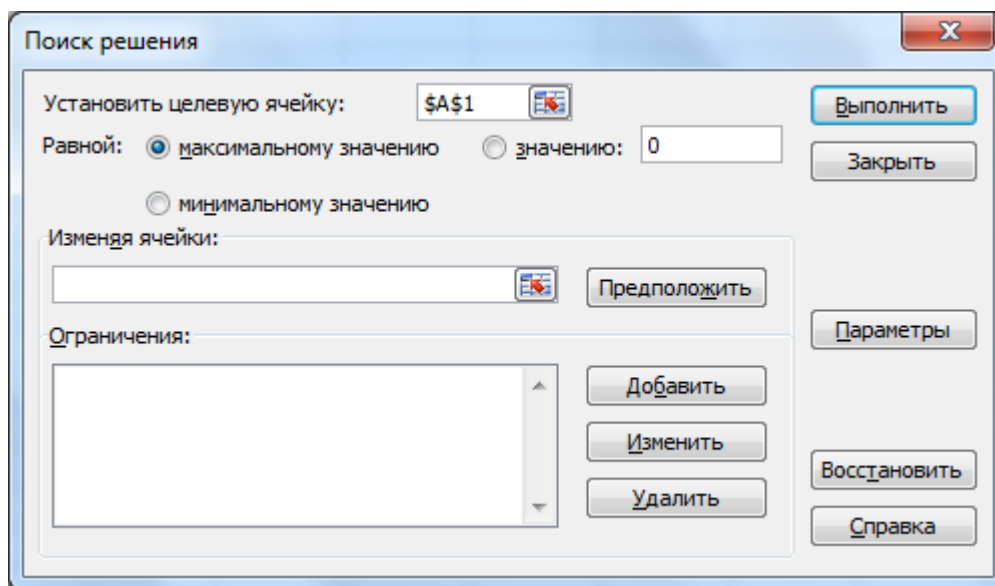 Поиск решения
Установить целевую ячейку: $A$1
Выполнить
Равной: максимальному значению значению: 0
Закрыть
минимальному значению
Изменяя ячейки:
Предположить
Ограничения:
Параметры
Добавить
Изменить
Восстановить
Удалить
Справка